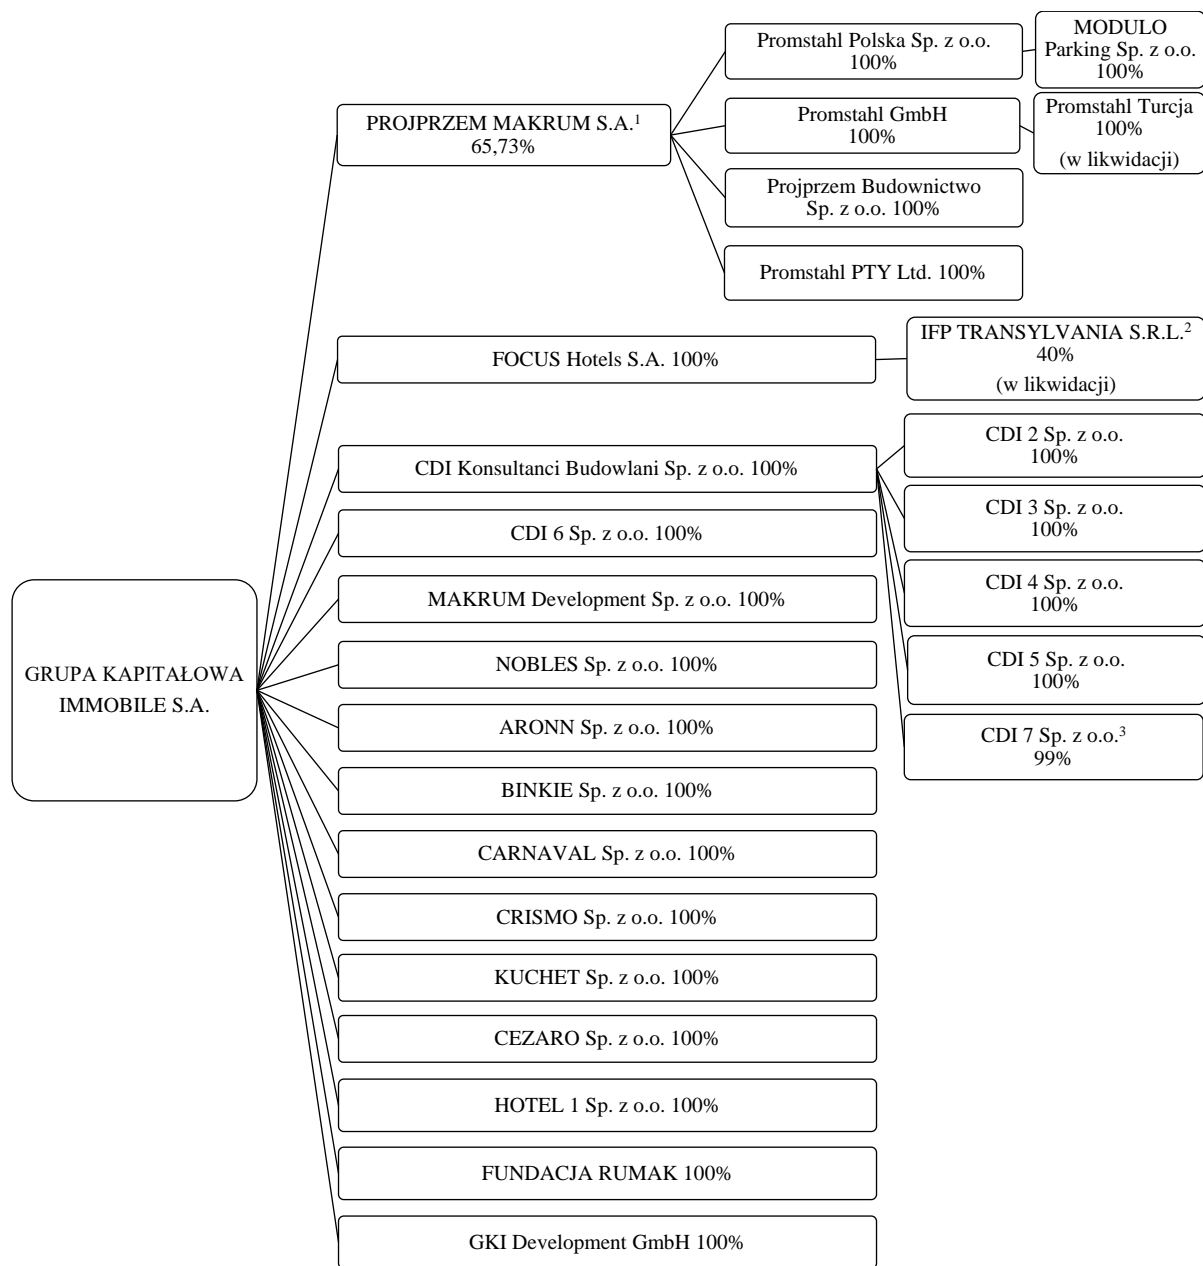 GRUPA KAPITAŁOWA
IMMOBILE S.A.
PROJPRZEM MAKRUM S.A.¹
65,73%
Promstahl Polska Sp. z o.o.
100%
MODULO
Parking Sp. z o.o.
100%
Promstahl GmbH
100%
Promstahl Turcja
100%
(w likwidacji)
Projprzem Budownictwo
Sp. z o.o. 100%
Promstahl PTY Ltd. 100%
FOCUS Hotels S.A. 100%
IFP TRANSYLVANIA S.R.L.²
40%
(w likwidacji)
CDI Konsultanci Budowlani Sp. z o.o. 100%
CDI 2 Sp. z o.o.
100%
CDI 3 Sp. z o.o.
100%
CDI 4 Sp. z o.o.
100%
CDI 5 Sp. z o.o.
100%
CDI 7 Sp. z o.o.³
99%
CDI 6 Sp. z o.o. 100%
MAKRUM Development Sp. z o.o. 100%
NOBLES Sp. z o.o. 100%
ARONN Sp. z o.o. 100%
BINKIE Sp. z o.o. 100%
CARNAVAL Sp. z o.o. 100%
CRISMO Sp. z o.o. 100%
KUCHET Sp. z o.o. 100%
CEZARO Sp. z o.o. 100%
HOTEL 1 Sp. z o.o. 100%
FUNDACJA RUMAK 100%
GKI Development GmbH 100%